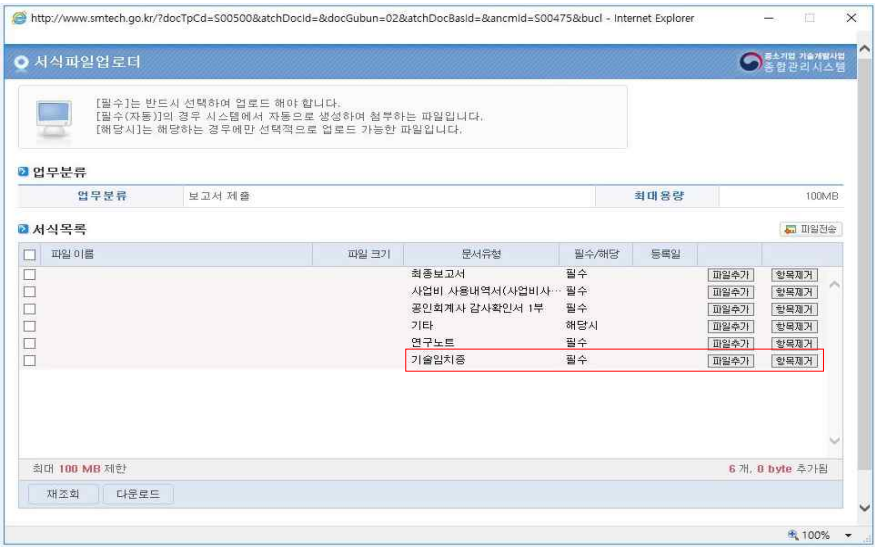 http://www.smtech.go.kr/?docTpCd=S00500&atchDocId=&docGubun=02&atchDocBasId=&ancmId=S00475&bucl - Internet Explorer
서식파일업로더
중소기업 기술개발사업
종합관리시스템
[필수]는 반드시 선택하여 업로드 해야 합니다.
[필수(자동)]의 경우 시스템에서 자동으로 생성하여 첨부하는 파일입니다.
[해당시]는 해당하는 경우에만 선택적으로 업로드 가능한 파일입니다.
업무분류
업무분류 보고서 제출 최대용량 100MB
서식목록 파일전송
파일 이름 파일 크기 문서유형 필수/해당 등록일
최종보고서 필수 파일추가 항목제거
사업비 사용내역서(사업비사… 필수 파일추가 항목제거
공인회계사 감사확인서 1부 필수 파일추가 항목제거
기타 해당시 파일추가 항목제거
연구노트 필수 파일추가 항목제거
기술임치증 필수 파일추가 항목제거
최대 100 MB 제한 6 개, 0 byte 추가됨
재조회 다운로드
100%